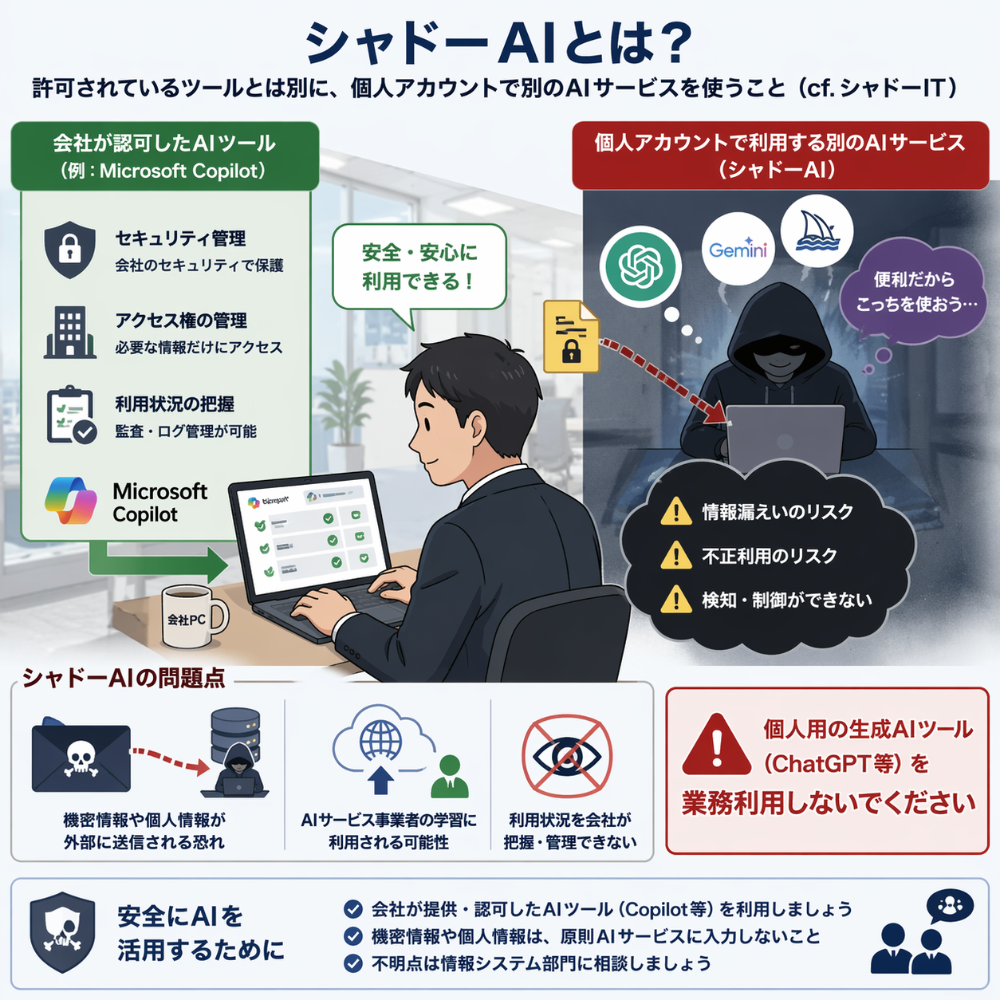 シャドーAIとは？
許可されているツールとは別に、個人アカウントで別のAIサービスを使うこと（cf. シャドーIT）
会社が認可したAIツール
（例：Microsoft Copilot）
セキュリティ管理
会社のセキュリティで保護
アクセス権の管理
必要な情報だけにアクセス
利用状況の把握
監査・ログ管理が可能
Microsoft
Copilot
安全・安心に
利用できる！
会社PC
個人アカウントで利用する別のAIサービス
（シャドーAI）
Gemini
便利だから
こっちを使おう…
情報漏えいのリスク
不正利用のリスク
検知・制御ができない
シャドーAIの問題点
機密情報や個人情報が
外部に送信される恐れ
AIサービス事業者の学習に
利用される可能性
利用状況を会社が
把握・管理できない
個人用の生成AIツール
（ChatGPT等）を
業務利用しないでください
安全にAIを
活用するために
会社が提供・認可したAIツール（Copilot等）を利用しましょう
機密情報や個人情報は、原則AIサービスに入力しないこと
不明点は情報システム部門に相談しましょう